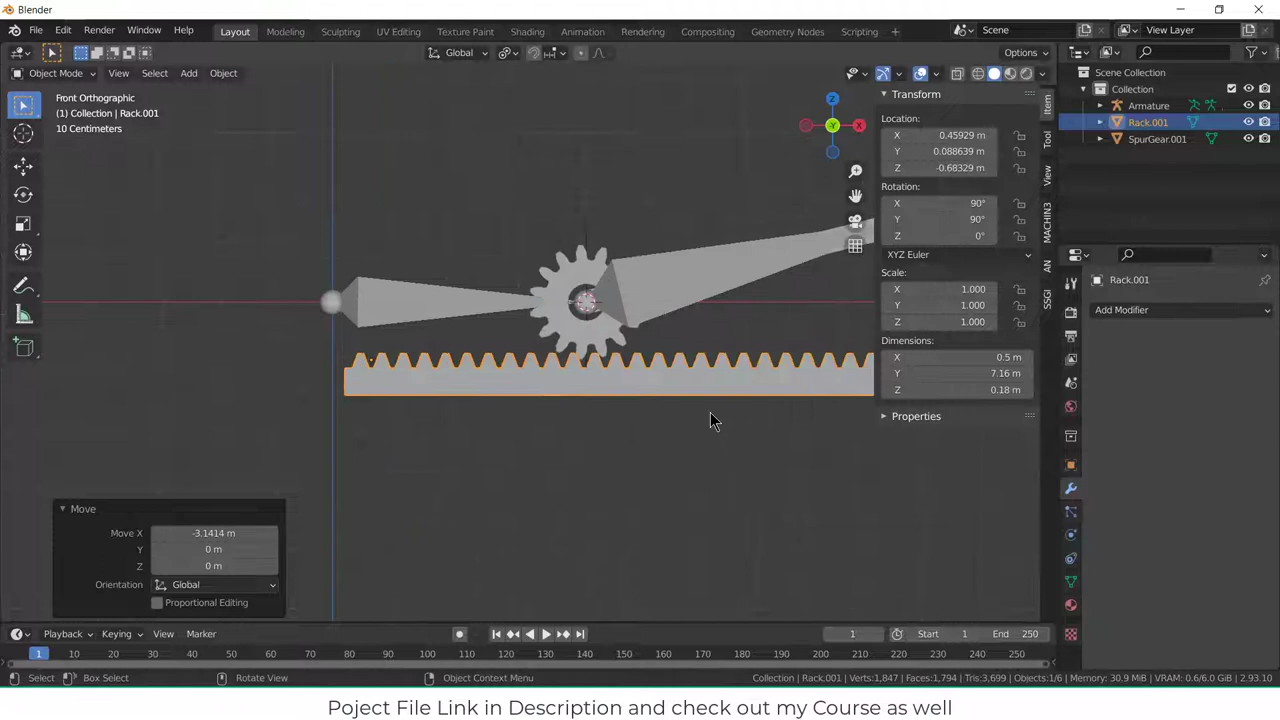 Blender
File Edit Render Window Help Layout Modeling Sculpting UV Editing Texture Paint Shading Animation Rendering Compositing Geometry Nodes Scripting + Scene View Layer
Global Options
Object Mode View Select Add Object
Front Orthographic
(1) Collection | Rack.001
10 Centimeters
Z
X
-Y
Transform
Location:
X 0.45929 m
Y 0.088639 m
Z -0.68329 m
Rotation:
X 90°
Y 90°
Z 0°
XYZ Euler
Scale:
X 1.000
Y 1.000
Z 1.000
Dimensions:
X 0.5 m
Y 7.16 m
Z 0.18 m
Properties
Item
Tool
View
MACHIN3
AN
SSGI
Scene Collection
Collection
Armature
Rack.001
SpurGear.001
Rack.001
Add Modifier
Move
Move X -3.1414 m
Y 0 m
Z 0 m
Orientation Global
Proportional Editing
Playback Keying View Marker 1 Start 1 End 250
1 10 20 30 40 50 60 70 80 90 100 110 120 130 140 150 160 170 180 190 200 210 220 230 240 250
Select Box Select Rotate View Object Context Menu Collection | Rack.001 | Verts:1,847 | Faces:1,794 | Tris:3,699 | Objects:1/6 | Memory: 30.9 MiB | VRAM: 0.6/6.0 GiB | 2.93.10
Poject File Link in Description and check out my Course as well